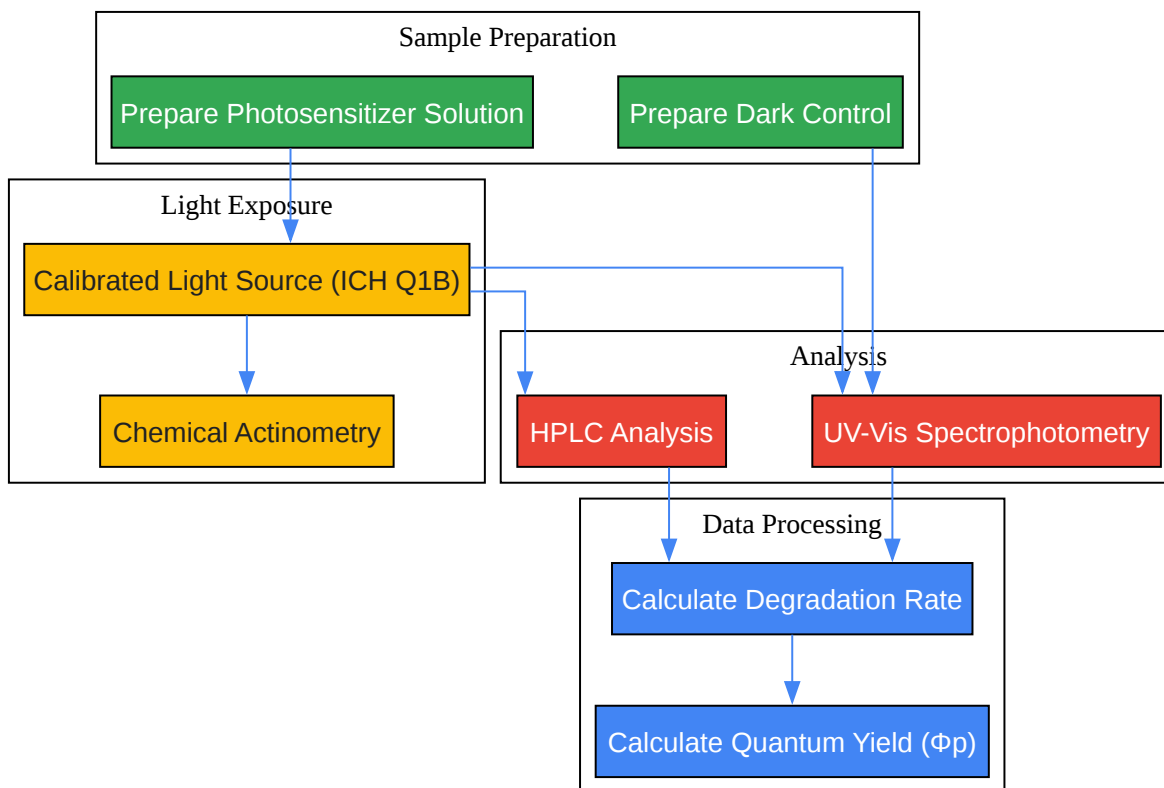 Sample Preparation
Prepare Photosensitizer Solution
Prepare Dark Control
Light Exposure
Calibrated Light Source (ICH Q1B)
Chemical Actinometry
Analysis
HPLC Analysis
UV-Vis Spectrophotometry
Data Processing
Calculate Degradation Rate
Calculate Quantum Yield (Φp)